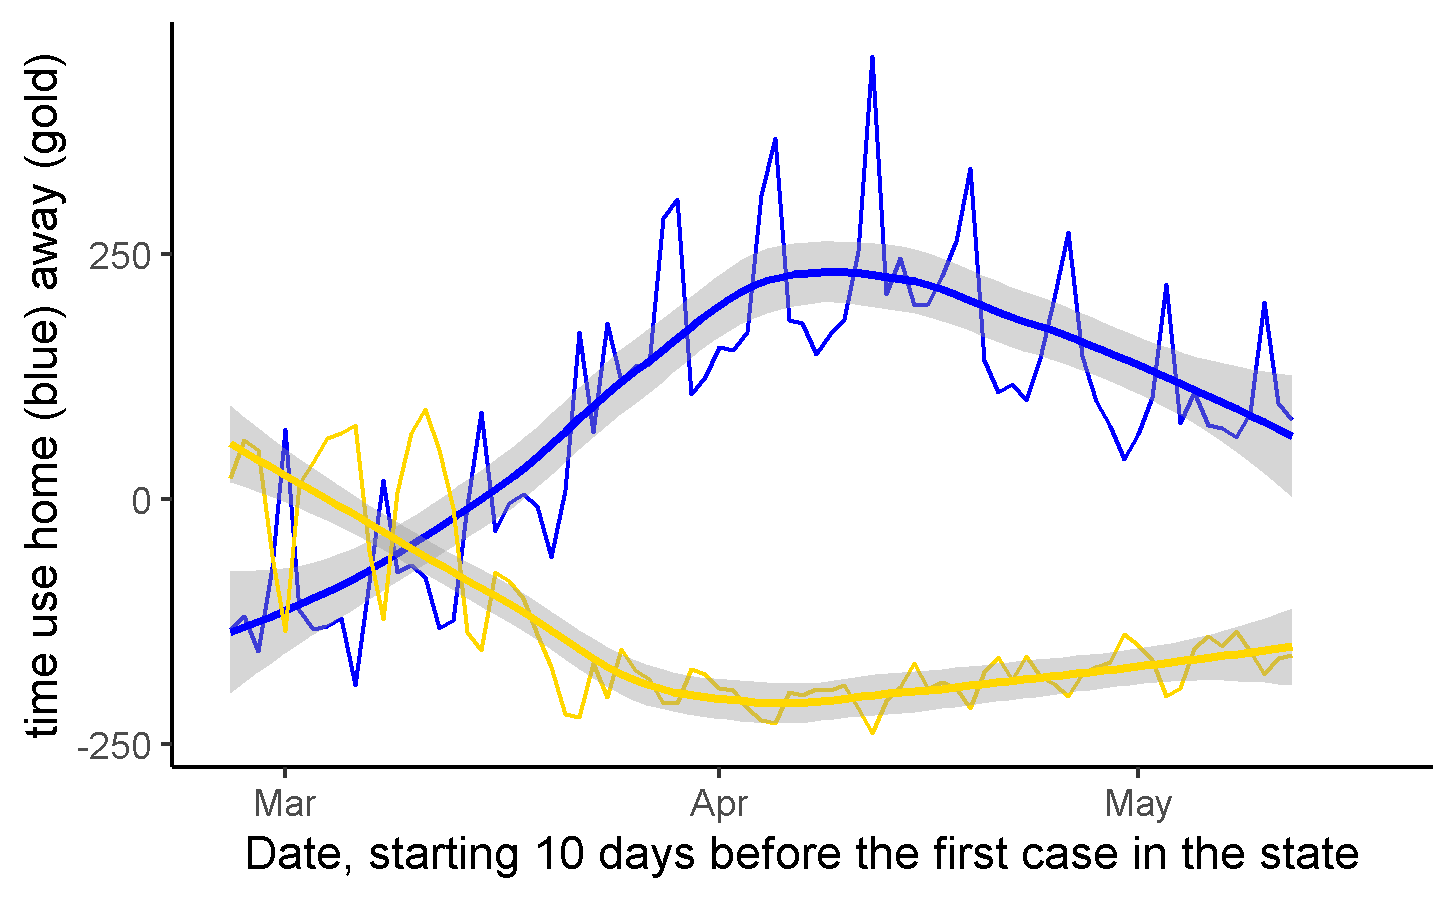 time use home (blue) away (gold)
250
0
-250
Mar Apr May
Date, starting 10 days before the first case in the state